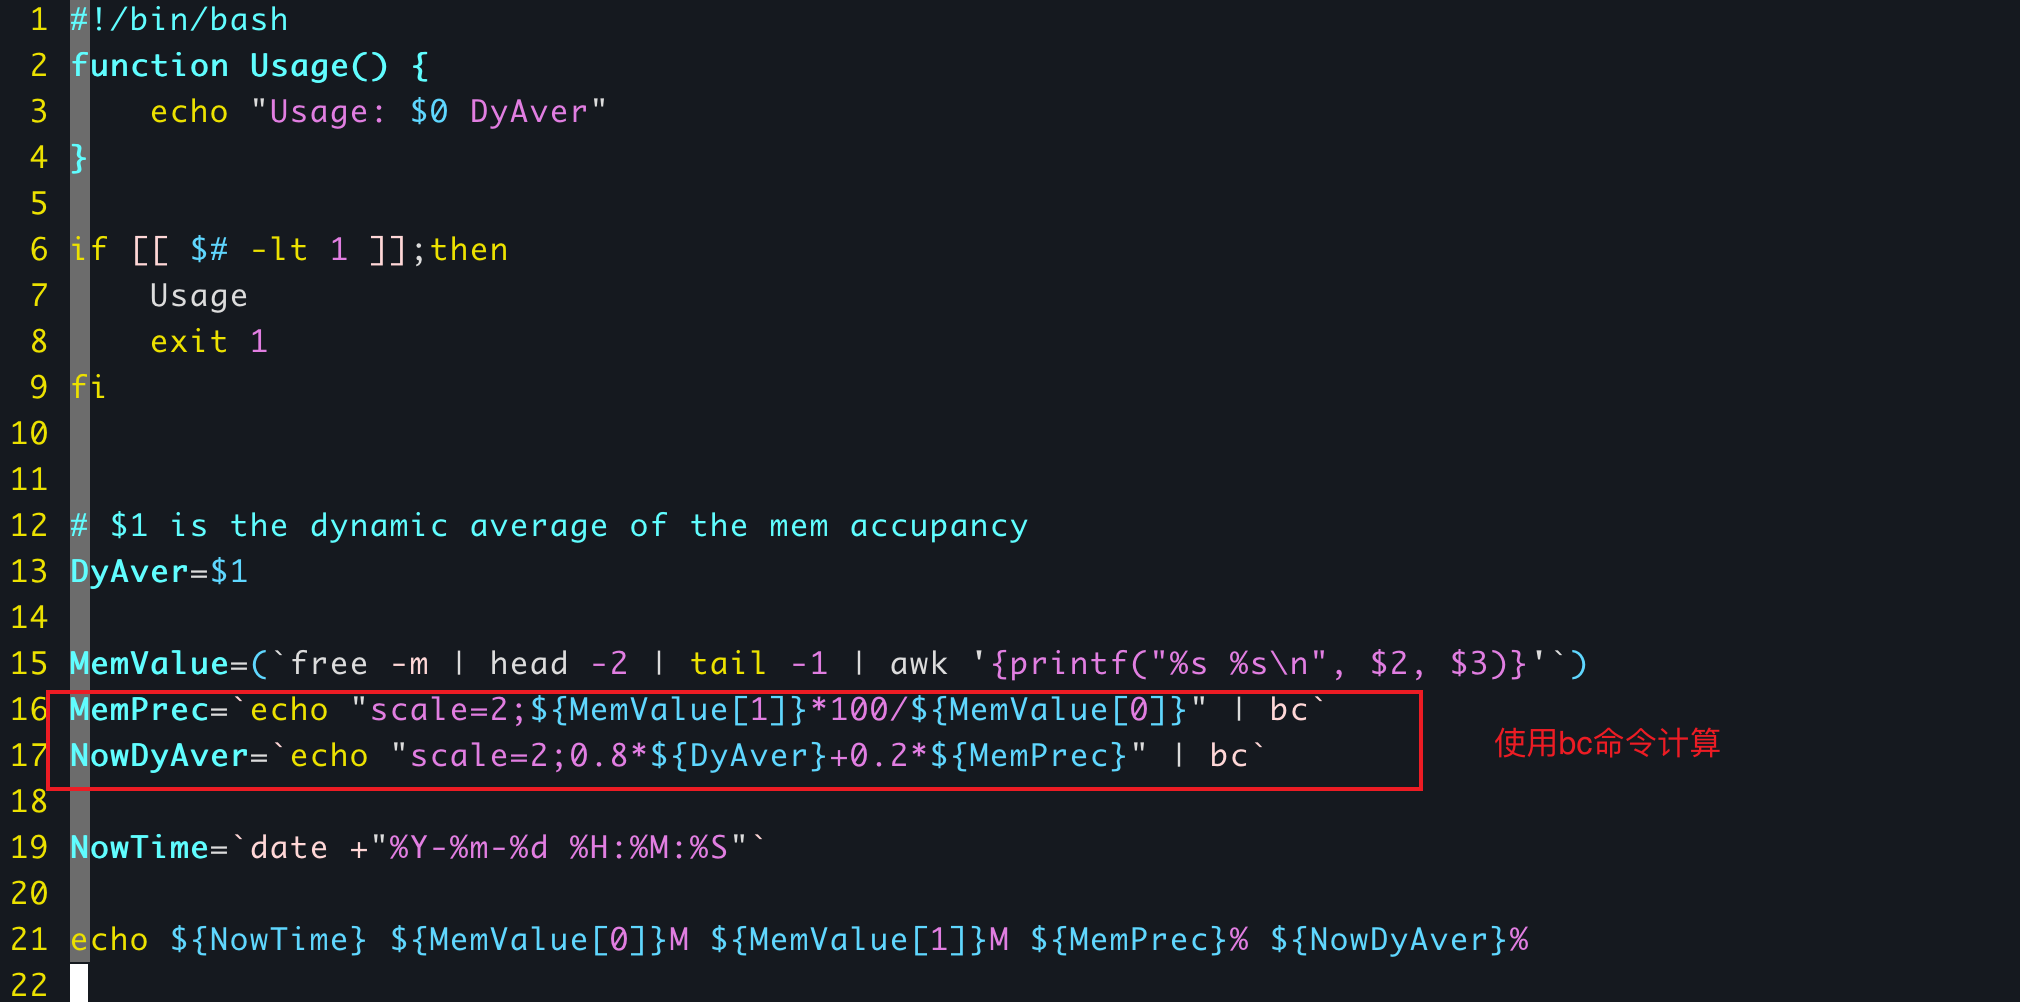 1 #!/bin/bash
2 function Usage() {
3     echo "Usage: $0 DyAver"
4 }
5
6 if [[ $# -lt 1 ]];then
7     Usage
8     exit 1
9 fi
10
11
12 # $1 is the dynamic average of the mem accupancy
13 DyAver=$1
14
15 MemValue=(`free -m | head -2 | tail -1 | awk '{printf("%s %s\n", $2, $3)}'`)
16 MemPrec=`echo "scale=2;${MemValue[1]}*100/${MemValue[0]}" | bc`
17 NowDyAver=`echo "scale=2;0.8*${DyAver}+0.2*${MemPrec}" | bc`
使用bc命令计算
18
19 NowTime=`date +"%Y-%m-%d %H:%M:%S"`
20
21 echo ${NowTime} ${MemValue[0]}M ${MemValue[1]}M ${MemPrec}% ${NowDyAver}%
22